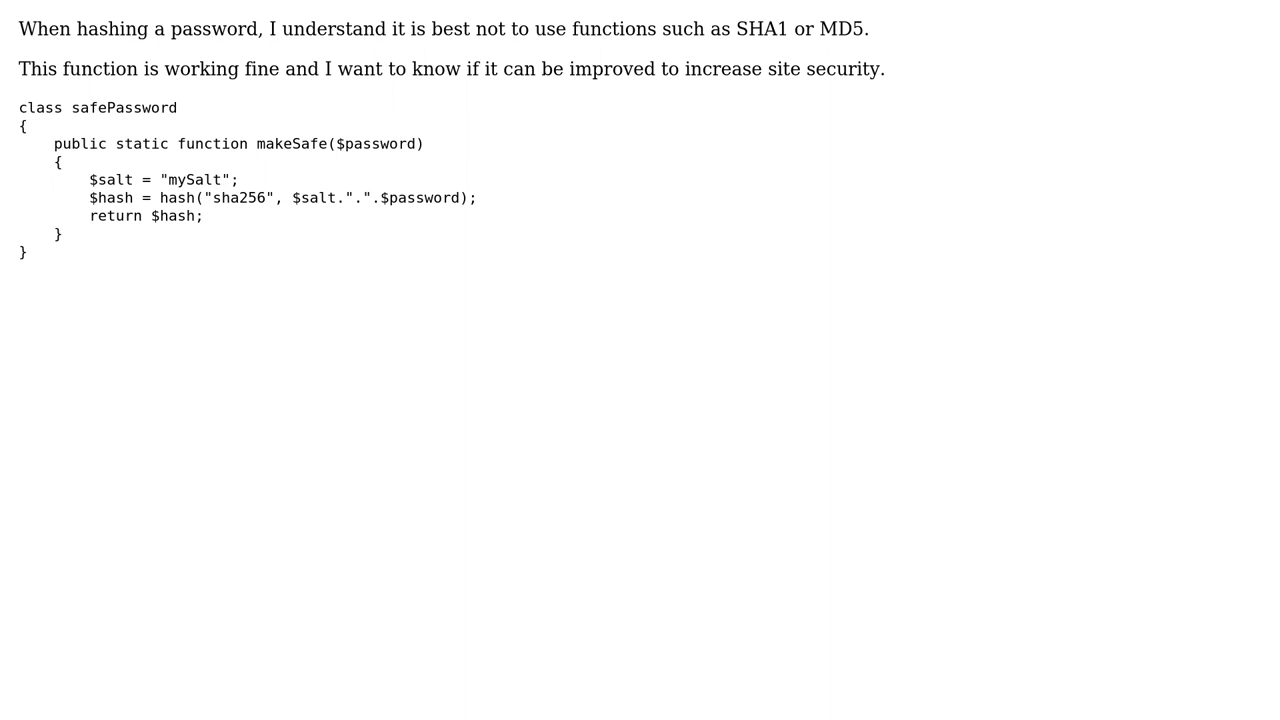 When hashing a password, I understand it is best not to use functions such as SHA1 or MD5.
This function is working fine and I want to know if it can be improved to increase site security.
class safePassword
{
    public static function makeSafe($password)
    {
        $salt = "mySalt";
        $hash = hash("sha256", $salt.".".$password);
        return $hash;
    }
}